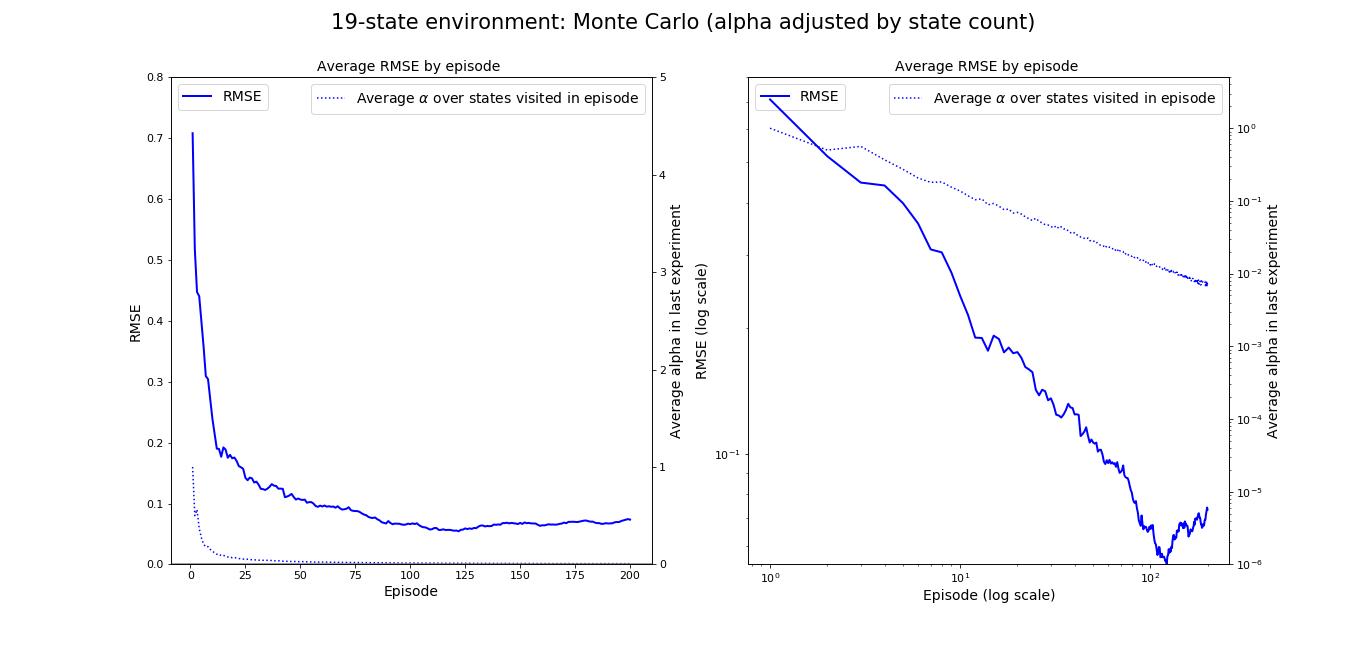 19-state environment: Monte Carlo (alpha adjusted by state count)
Average RMSE by episode
RMSE
Average α over states visited in episode
0.8
0.7
0.6
0.5
0.4
0.3
0.2
0.1
0.0
RMSE
0
25
50
75
100
125
150
175
200
Episode
5
4
3
2
1
0
Average alpha in last experiment
Average RMSE by episode
RMSE
Average α over states visited in episode
10⁻¹
RMSE (log scale)
10⁰
10¹
10²
Episode (log scale)
10⁰
10⁻¹
10⁻²
10⁻³
10⁻⁴
10⁻⁵
10⁻⁶
Average alpha in last experiment